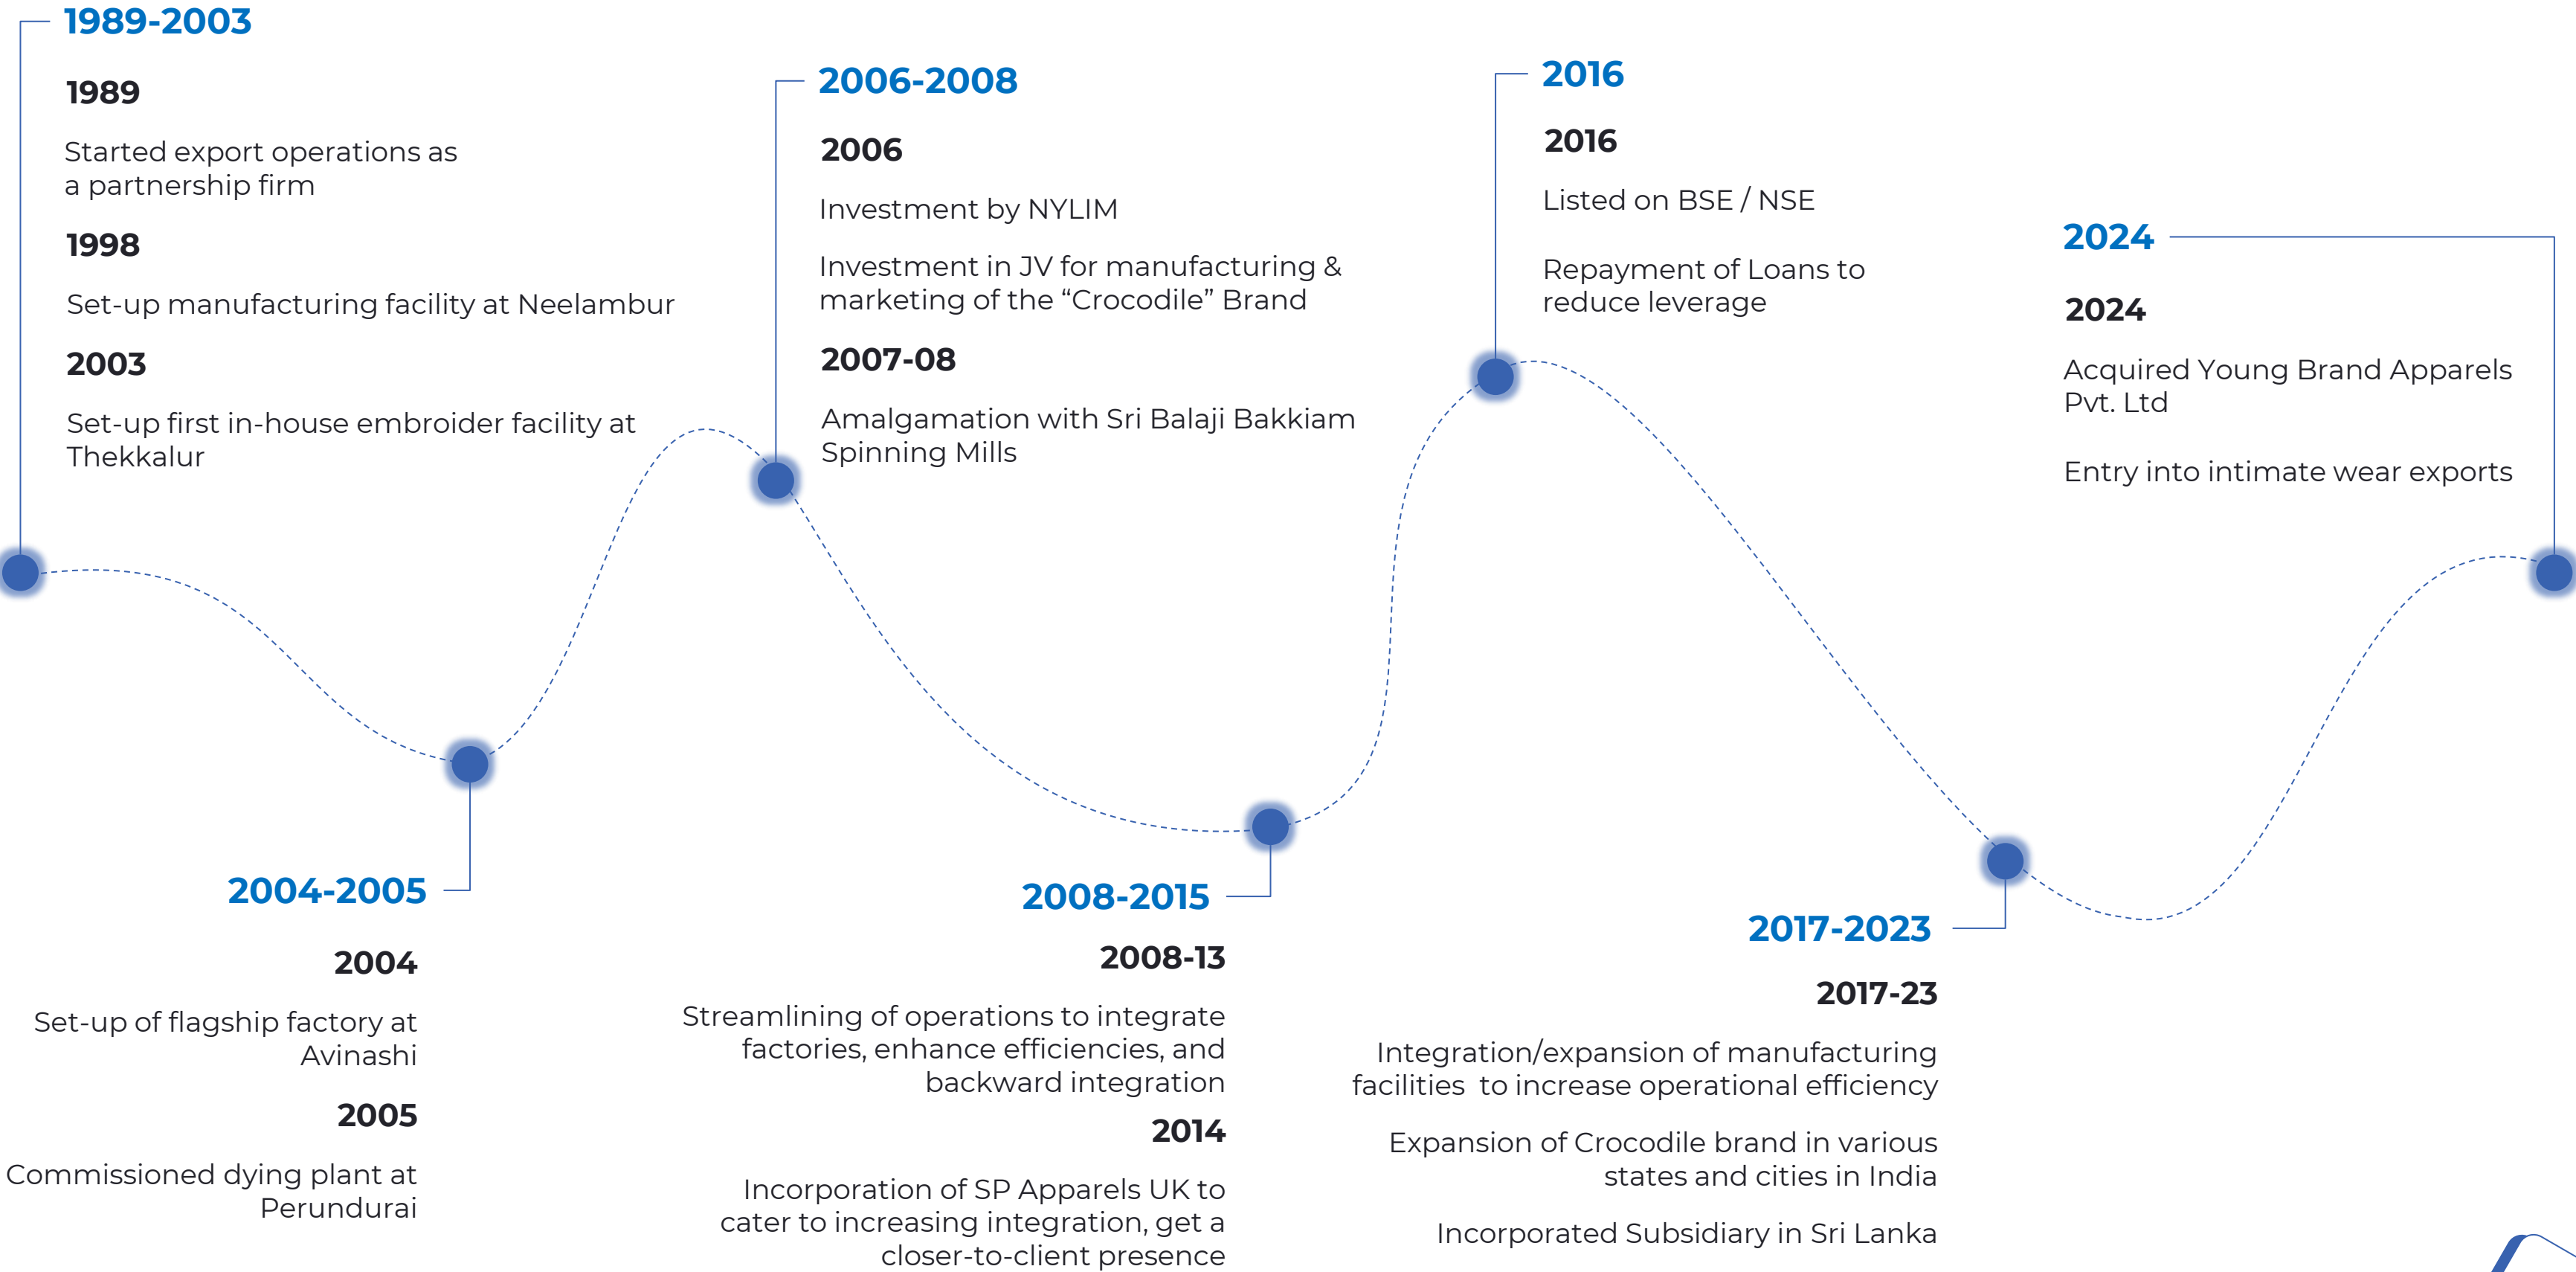 1989-2003
1989
Started export operations as
a partnership firm
1998
Set-up manufacturing facility at Neelambur
2003
Set-up first in-house embroider facility at
Thekkalur
2004-2005
2004
Set-up of flagship factory at
Avinashi
2005
Commissioned dying plant at
Perundurai
2006-2008
2006
Investment by NYLIM
Investment in JV for manufacturing &
marketing of the “Crocodile” Brand
2007-08
Amalgamation with Sri Balaji Bakkiam
Spinning Mills
2008-2015
2008-13
Streamlining of operations to integrate
factories, enhance efficiencies, and
backward integration
2014
Incorporation of SP Apparels UK to
cater to increasing integration, get a
closer-to-client presence
2016
2016
Listed on BSE / NSE
Repayment of Loans to
reduce leverage
2017-2023
2017-23
Integration/expansion of manufacturing
facilities  to increase operational efficiency
Expansion of Crocodile brand in various
states and cities in India
Incorporated Subsidiary in Sri Lanka
2024
2024
Acquired Young Brand Apparels
Pvt. Ltd
Entry into intimate wear exports